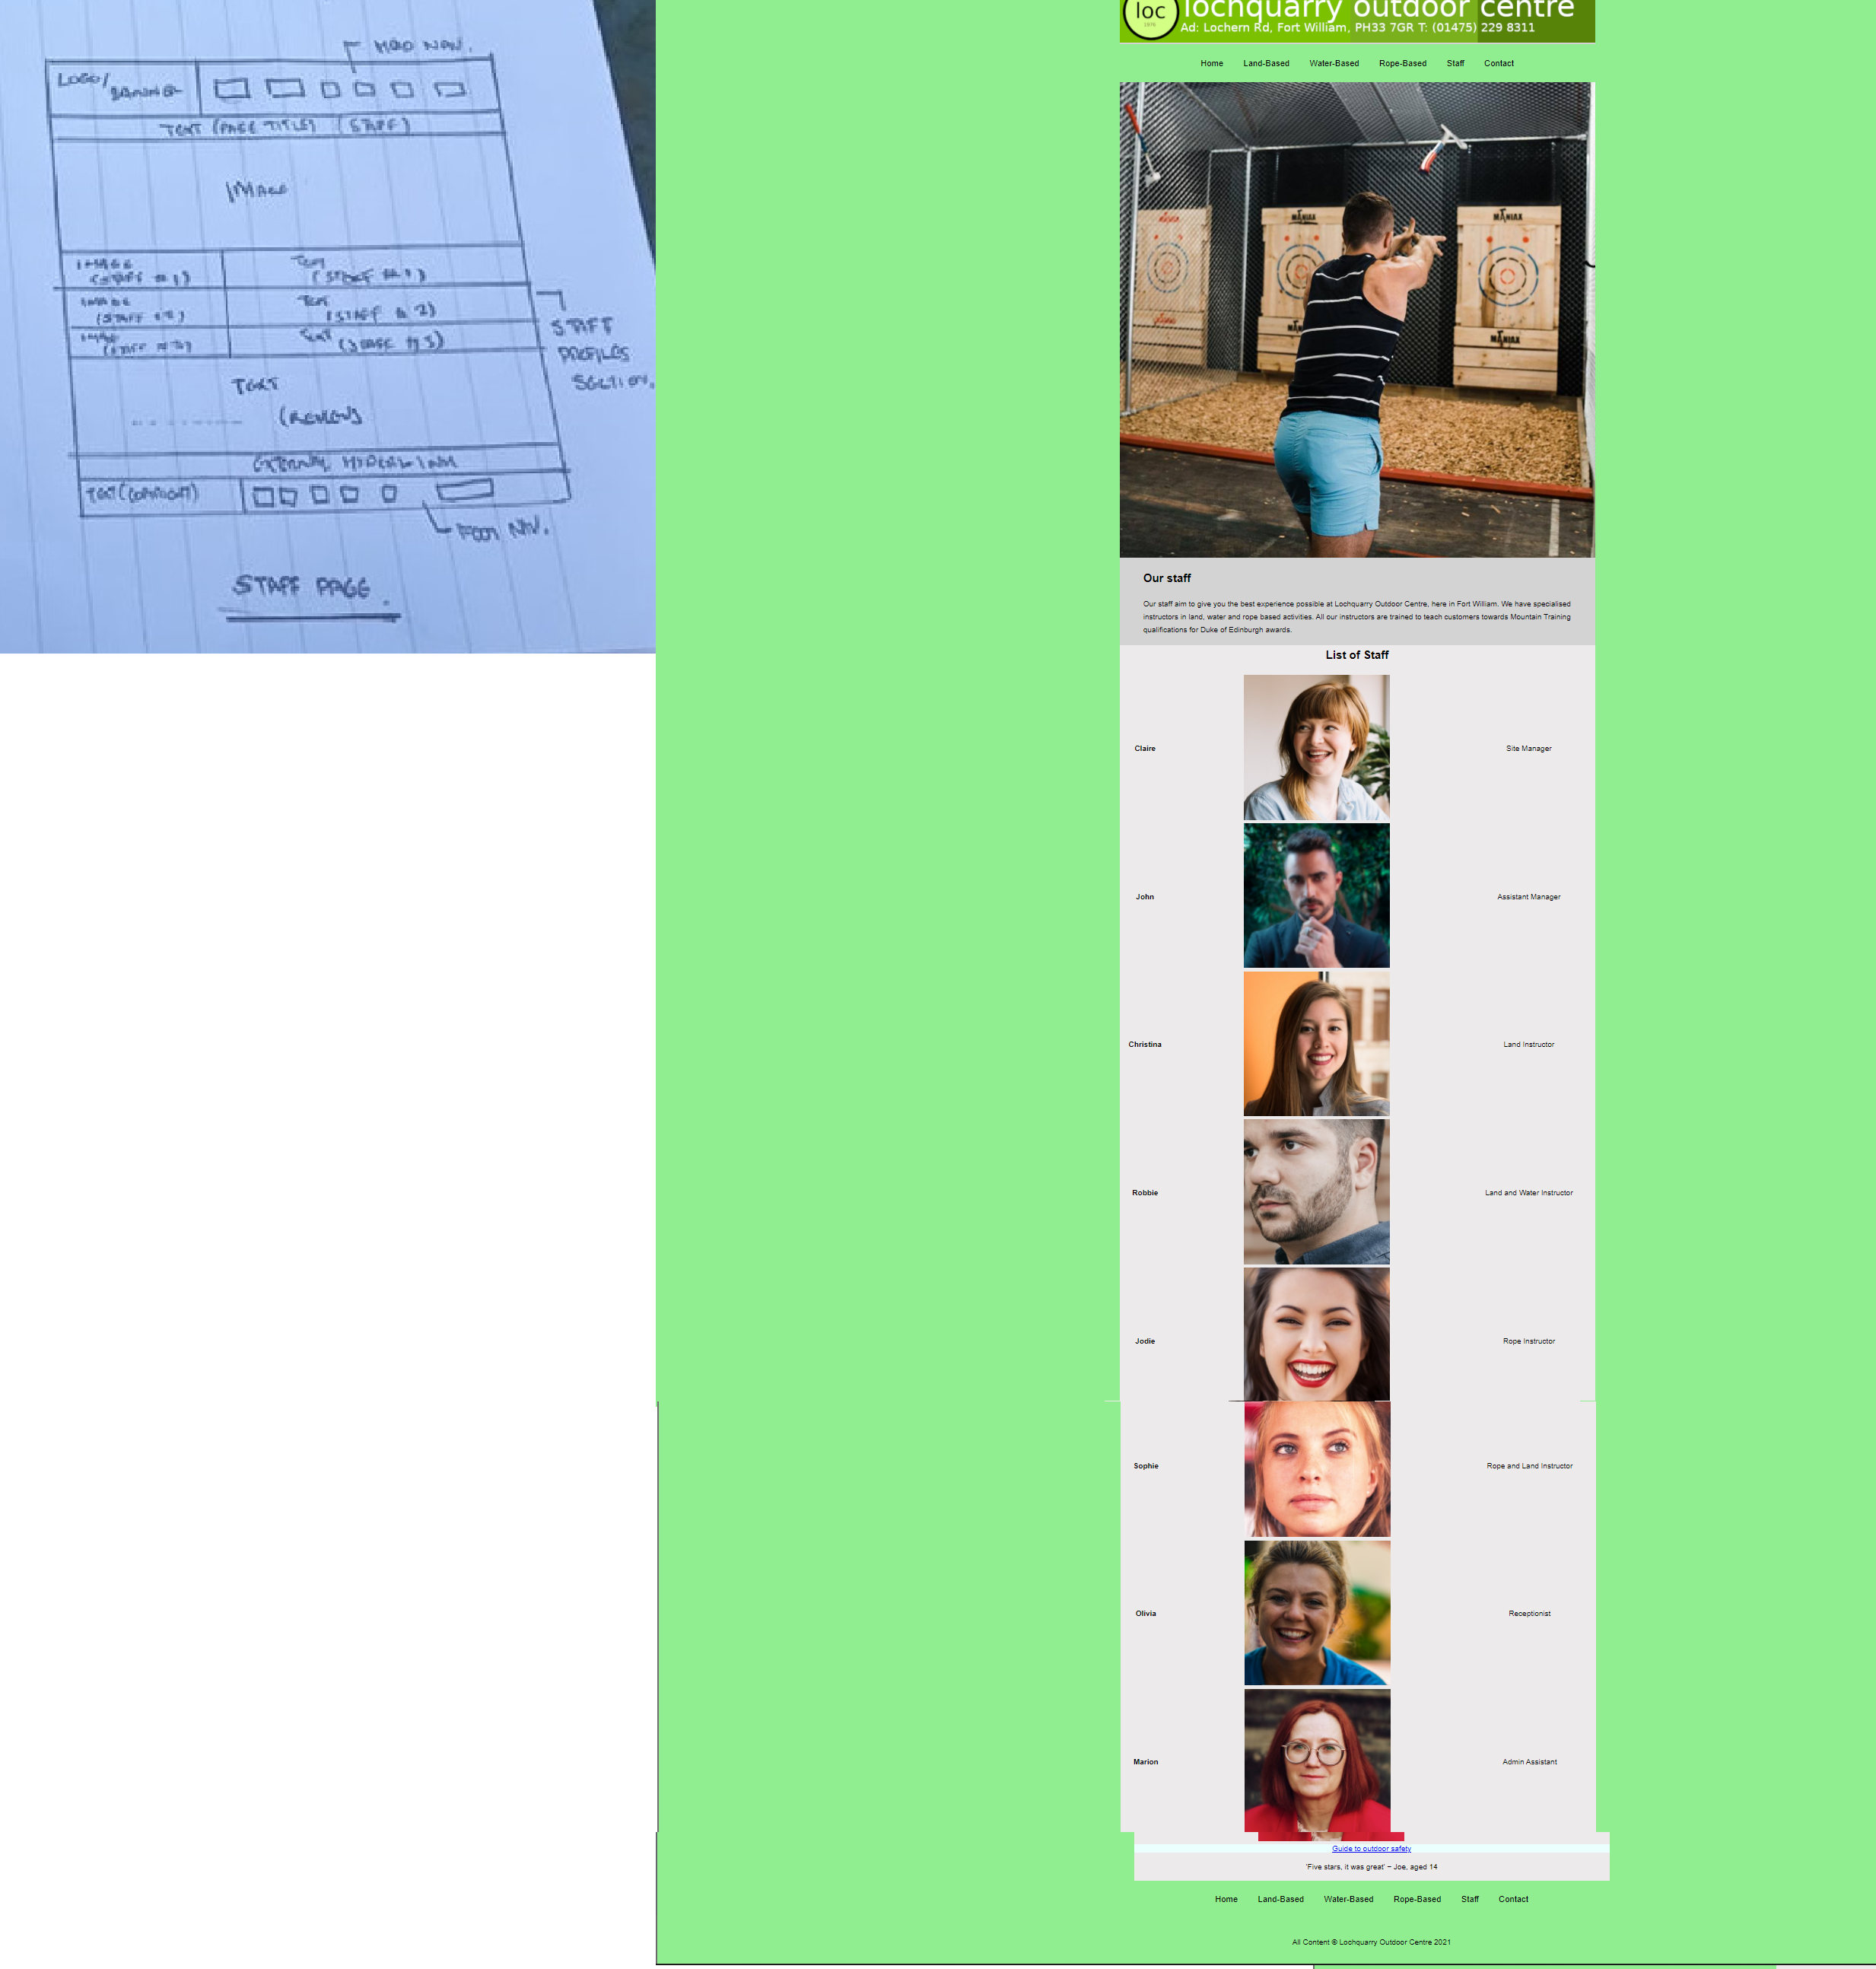 HEAD NAV.
LOGO/
BANNER
TEXT (PAGE TITLE) (STAFF)
IMAGE
IMAGE
(STAFF #1)
TEXT
(STAFF #1)
IMAGE
(STAFF #2)
TEXT
(STAFF # 2)
IMAGE
(STAFF #3)
TEXT
(STAFF #3)
STAFF
PROFILES
SECTION.
TEXT
(REVIEW)
EXTERNAL HYPERLINK
TEXT (COPYRIGHT)
FOOT NAV.
STAFF PAGE.
loc
1976
lochquarry outdoor centre
Ad: Lochern Rd, Fort William, PH33 7GR T: (01475) 229 8311
Home Land-Based Water-Based Rope-Based Staff Contact
MANIAX
MANIAX
MANIAX
MANIAX
Our staff
Our staff aim to give you the best experience possible at Lochquarry Outdoor Centre, here in Fort William. We have specialised
instructors in land, water and rope based activities. All our instructors are trained to teach customers towards Mountain Training
qualifications for Duke of Edinburgh awards.
List of Staff
Claire Site Manager
John Assistant Manager
Christina Land Instructor
Robbie Land and Water Instructor
Jodie Rope Instructor
Sophie Rope and Land Instructor
Olivia Receptionist
Marion Admin Assistant
Guide to outdoor safety
'Five stars, it was great' ~ Joe, aged 14
Home Land-Based Water-Based Rope-Based Staff Contact
All Content © Lochquarry Outdoor Centre 2021